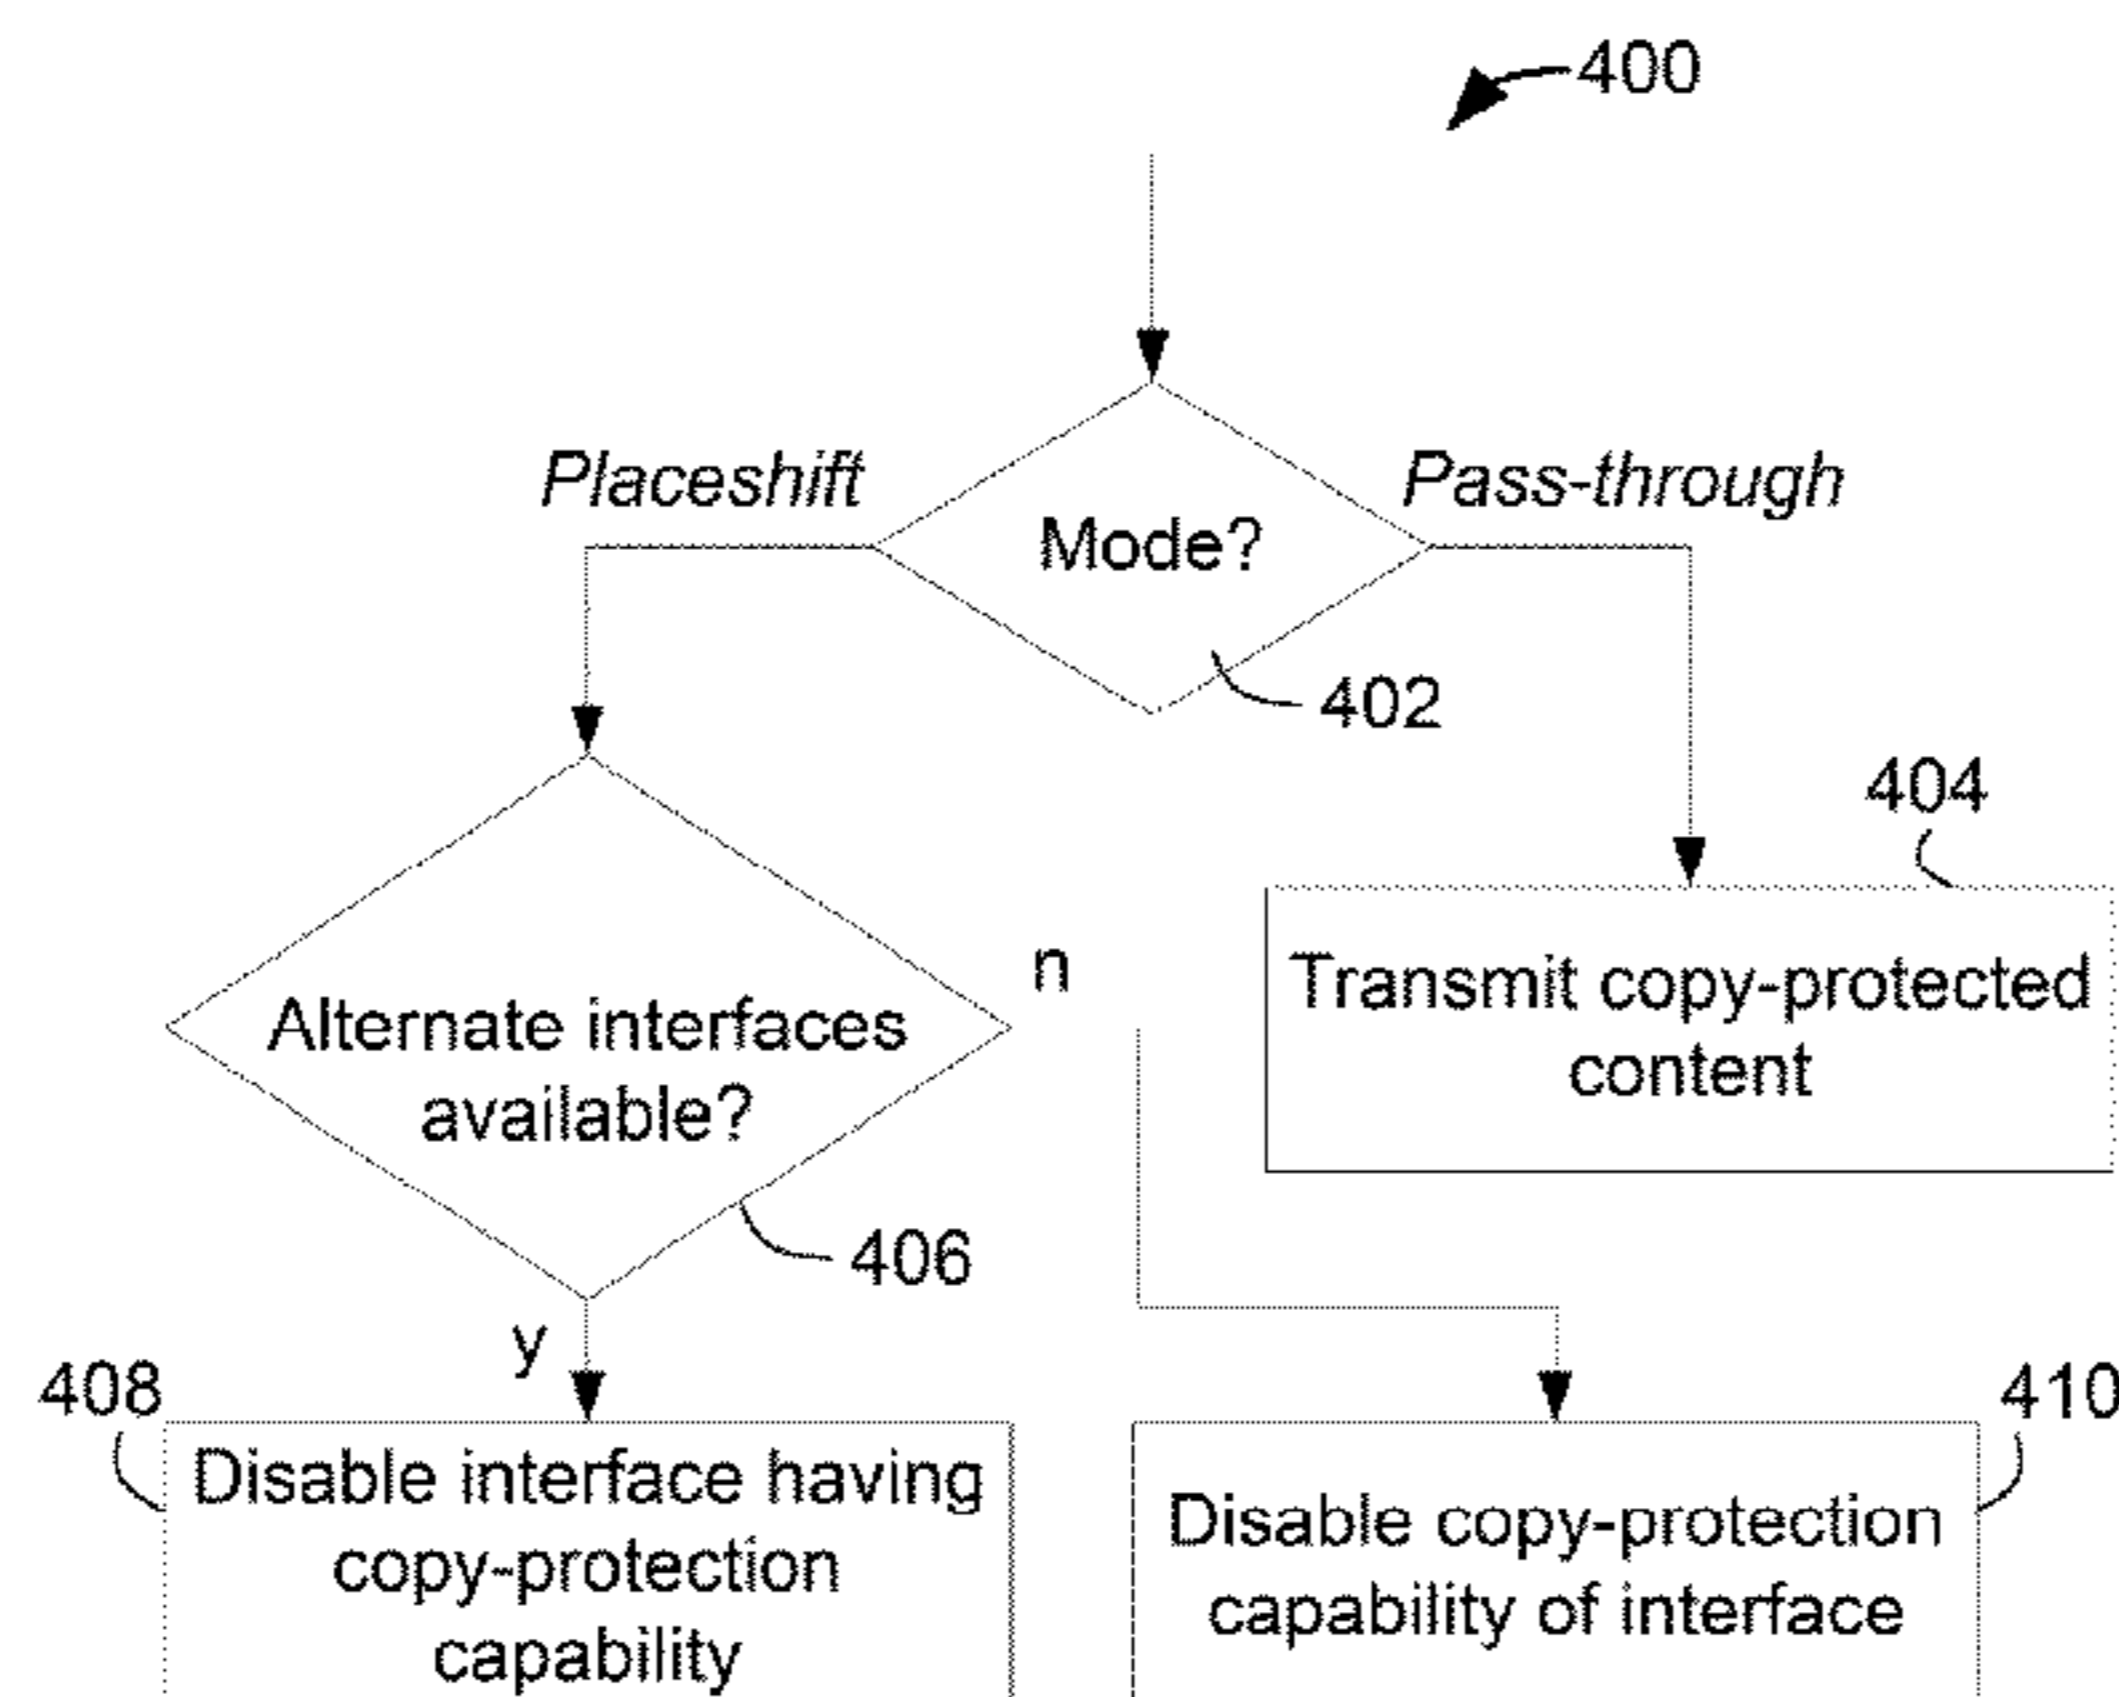 400
Placeshift
Pass-through
Mode?
402
404
n
Transmit copy-protected
content
Alternate interfaces
available?
406
y
408
410
Disable interface having
copy-protection
capability
Disable copy-protection
capability of interface